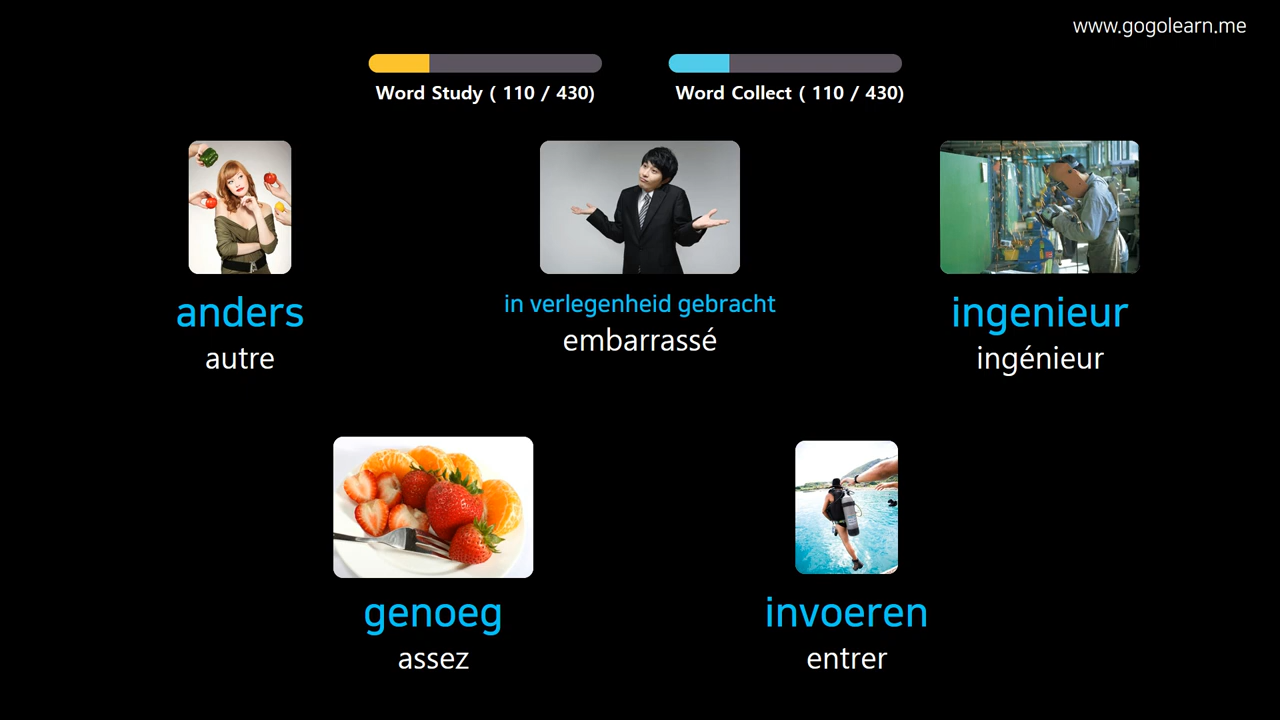 www.gogolearn.me
Word Study ( 110 / 430)
Word Collect ( 110 / 430)
anders
autre
in verlegenheid gebracht
embarrassé
ingenieur
ingénieur
genoeg
assez
invoeren
entrer